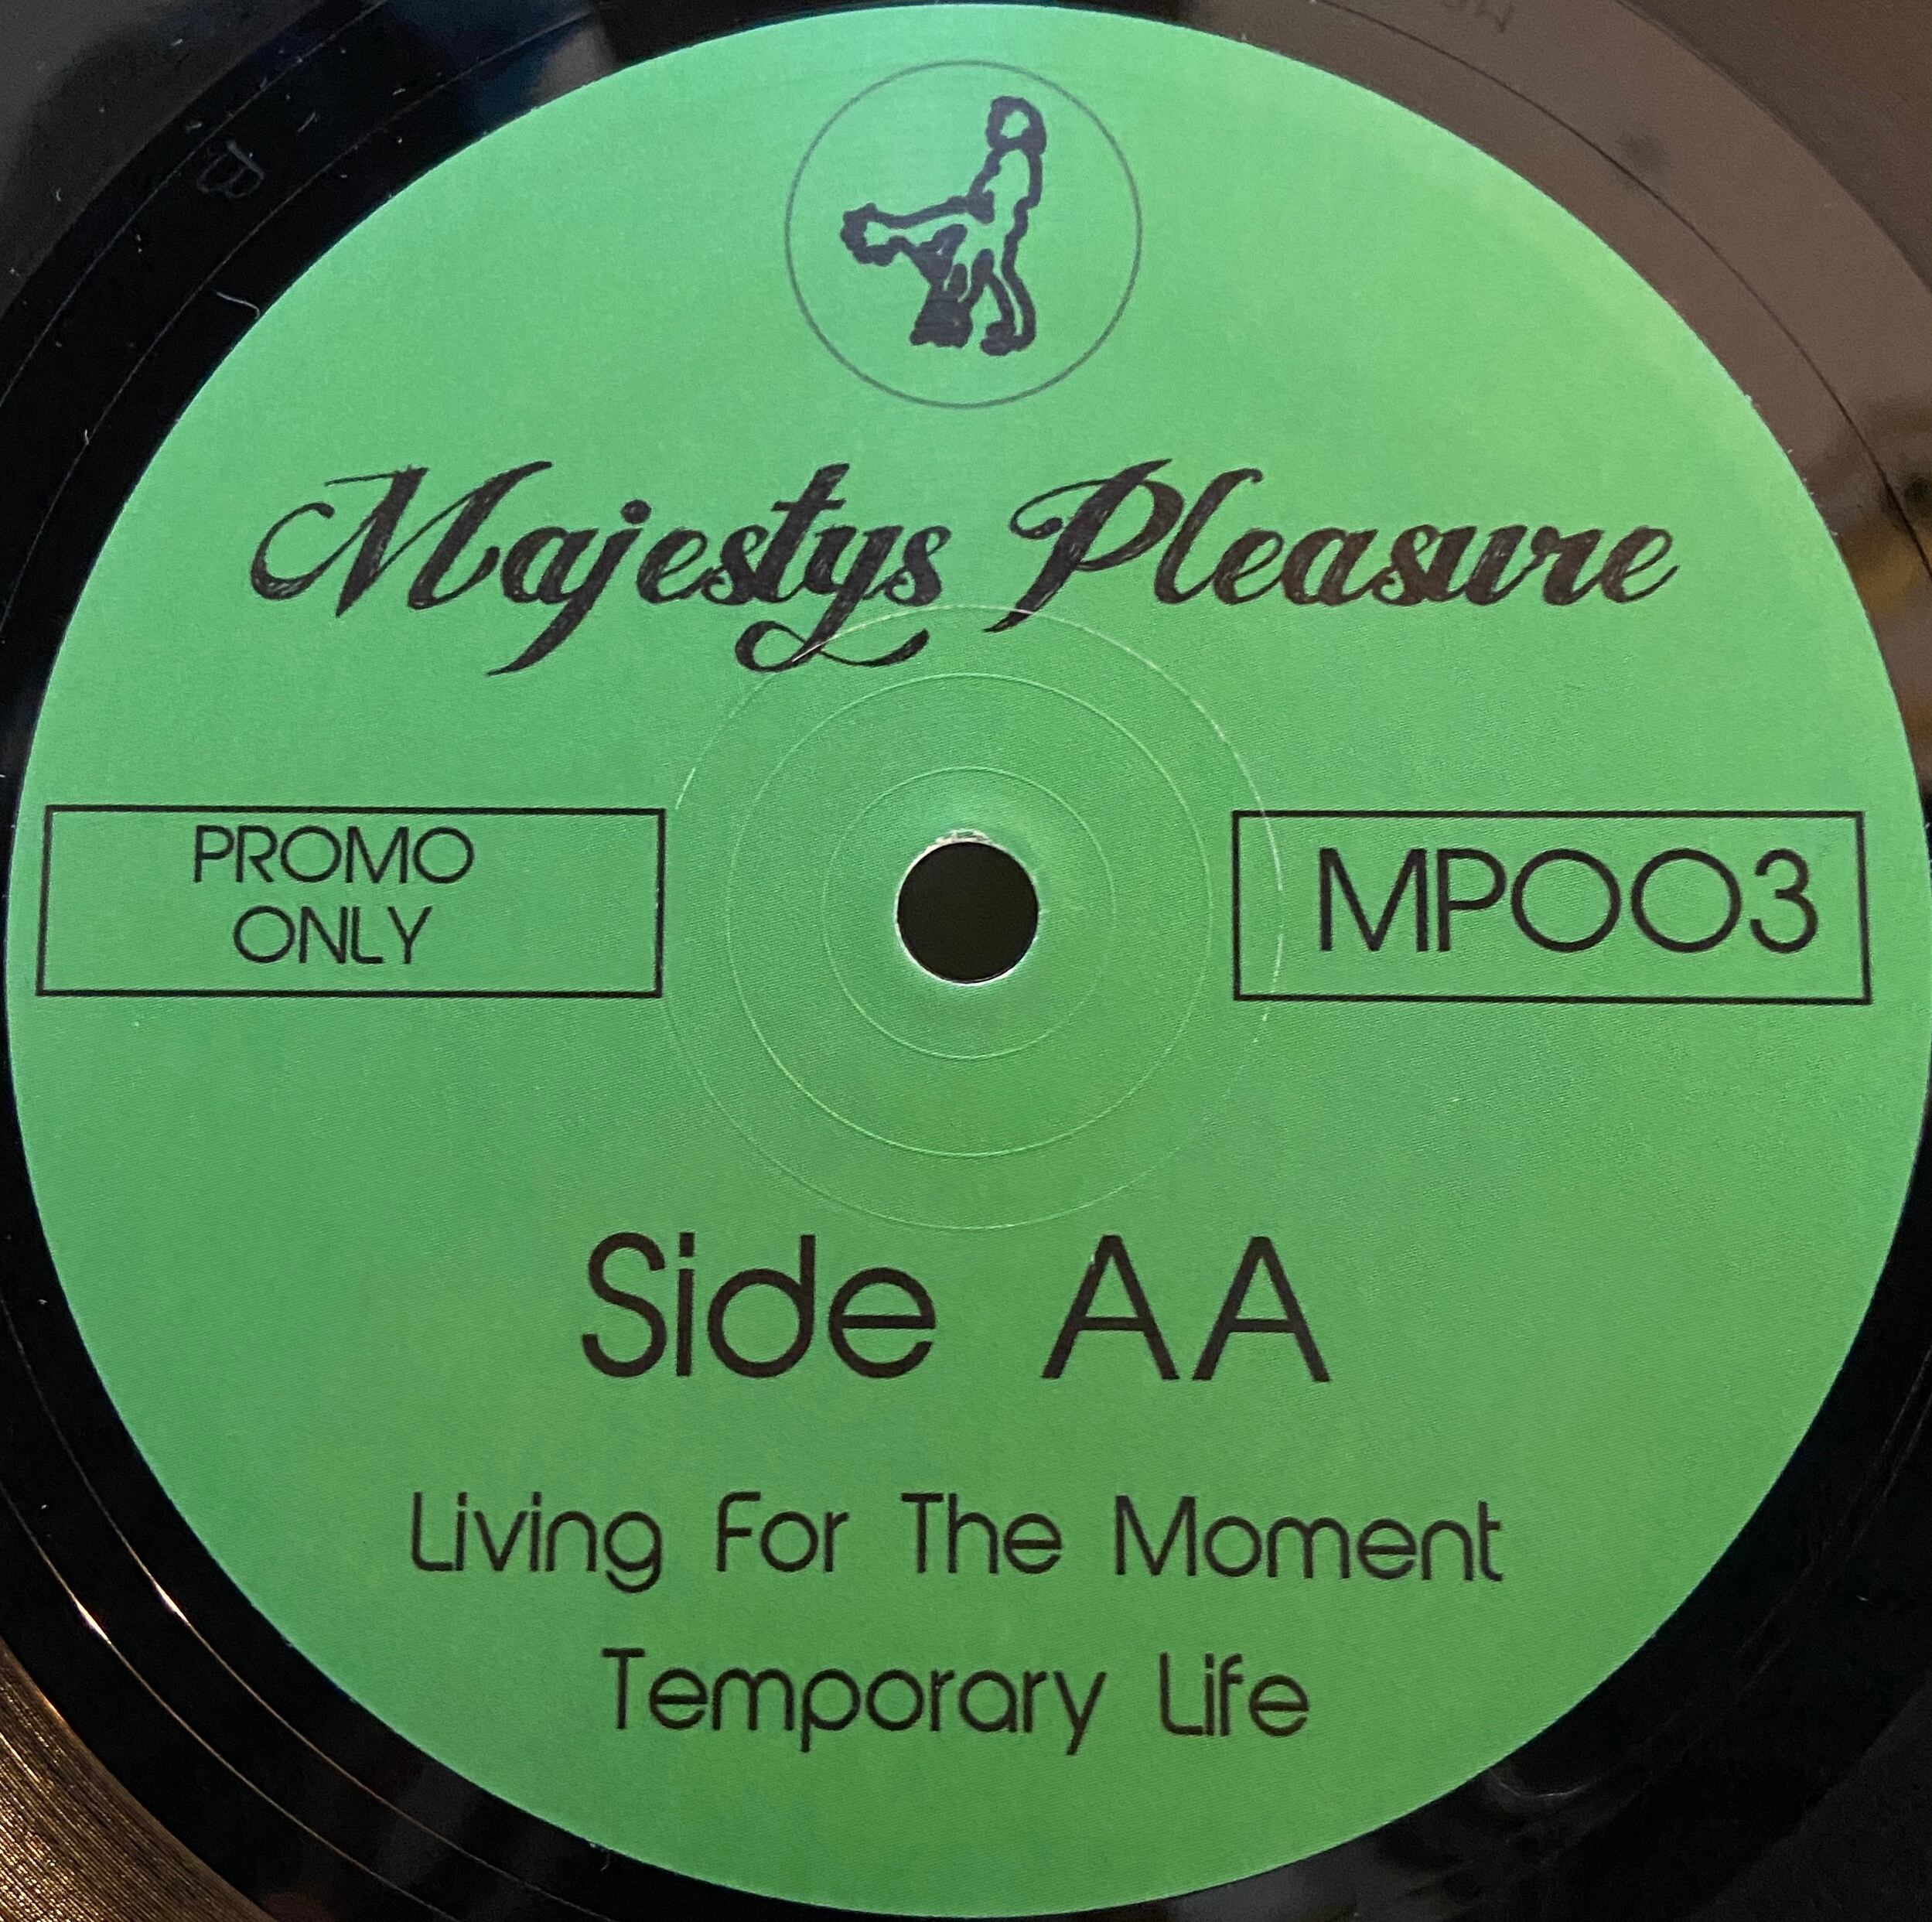 Majestys Pleasure
PROMO
ONLY
MP003
Side AA
Living For The Moment
Temporary Life
B